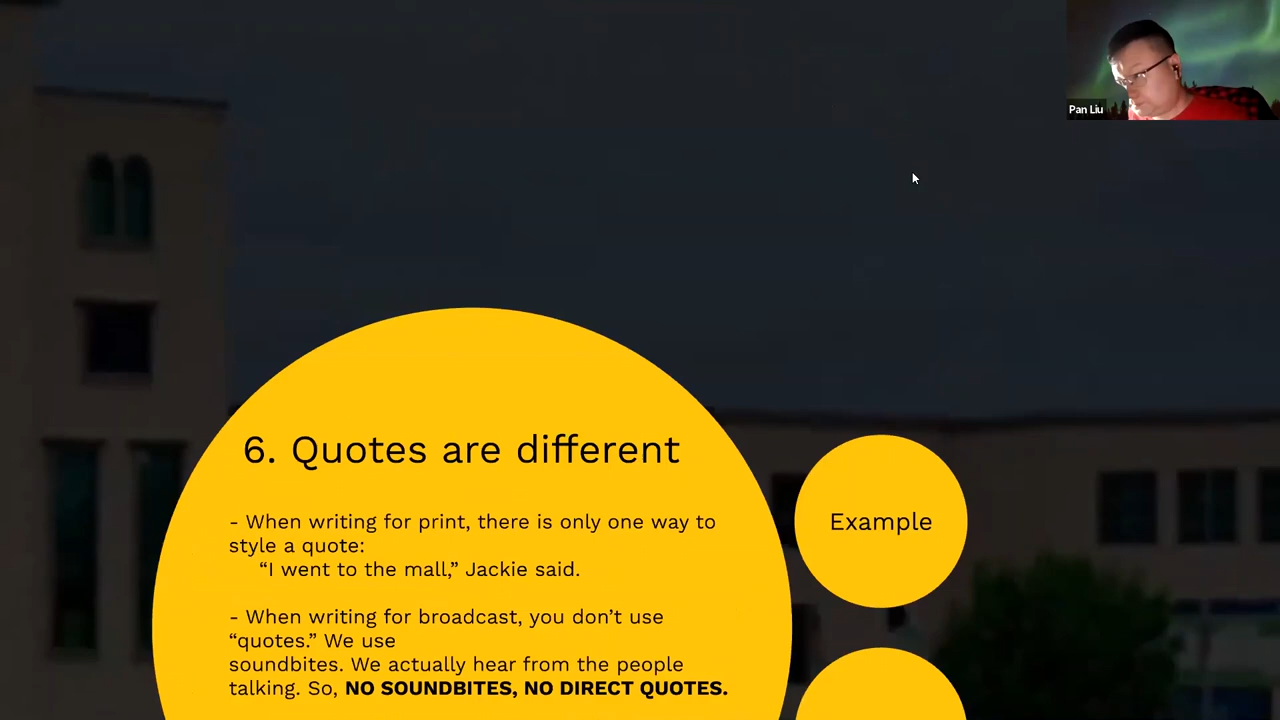 Pan Liu
6. Quotes are different
- When writing for print, there is only one way to
style a quote:
“I went to the mall,” Jackie said.
- When writing for broadcast, you don’t use
“quotes.” We use
soundbites. We actually hear from the people
talking. So, NO SOUNDBITES, NO DIRECT QUOTES.
Example